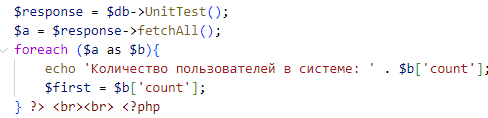 $response = $db->UnitTest();
$a = $response->fetchAll();
foreach ($a as $b){
echo 'Количество пользователей в системе: ' . $b['count'];
$first = $b['count'];
} ?> <br><br> <?php